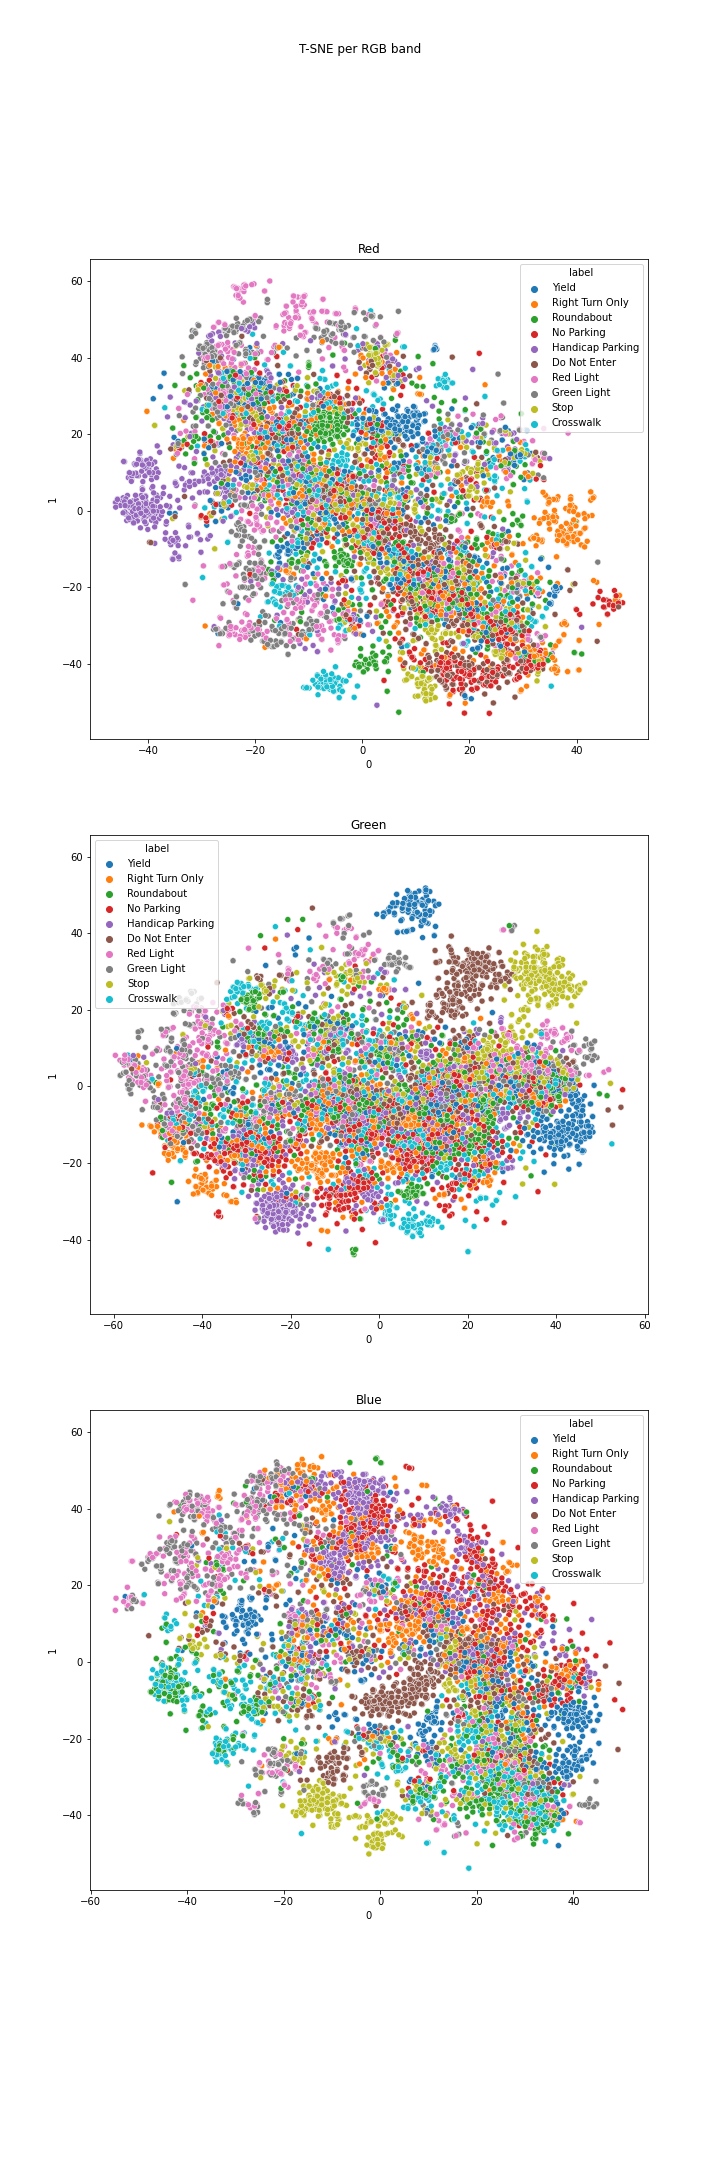 T-SNE per RGB band
Red
label
Yield
Right Turn Only
Roundabout
No Parking
Handicap Parking
Do Not Enter
Red Light
Green Light
Stop
Crosswalk
60
40
20
0
−20
−40
1
−40
−20
0
20
40
0
Green
label
Yield
Right Turn Only
Roundabout
No Parking
Handicap Parking
Do Not Enter
Red Light
Green Light
Stop
Crosswalk
60
40
20
0
−20
−40
1
−60
−40
−20
0
20
40
60
0
Blue
label
Yield
Right Turn Only
Roundabout
No Parking
Handicap Parking
Do Not Enter
Red Light
Green Light
Stop
Crosswalk
60
40
20
0
−20
−40
1
−60
−40
−20
0
20
40
0